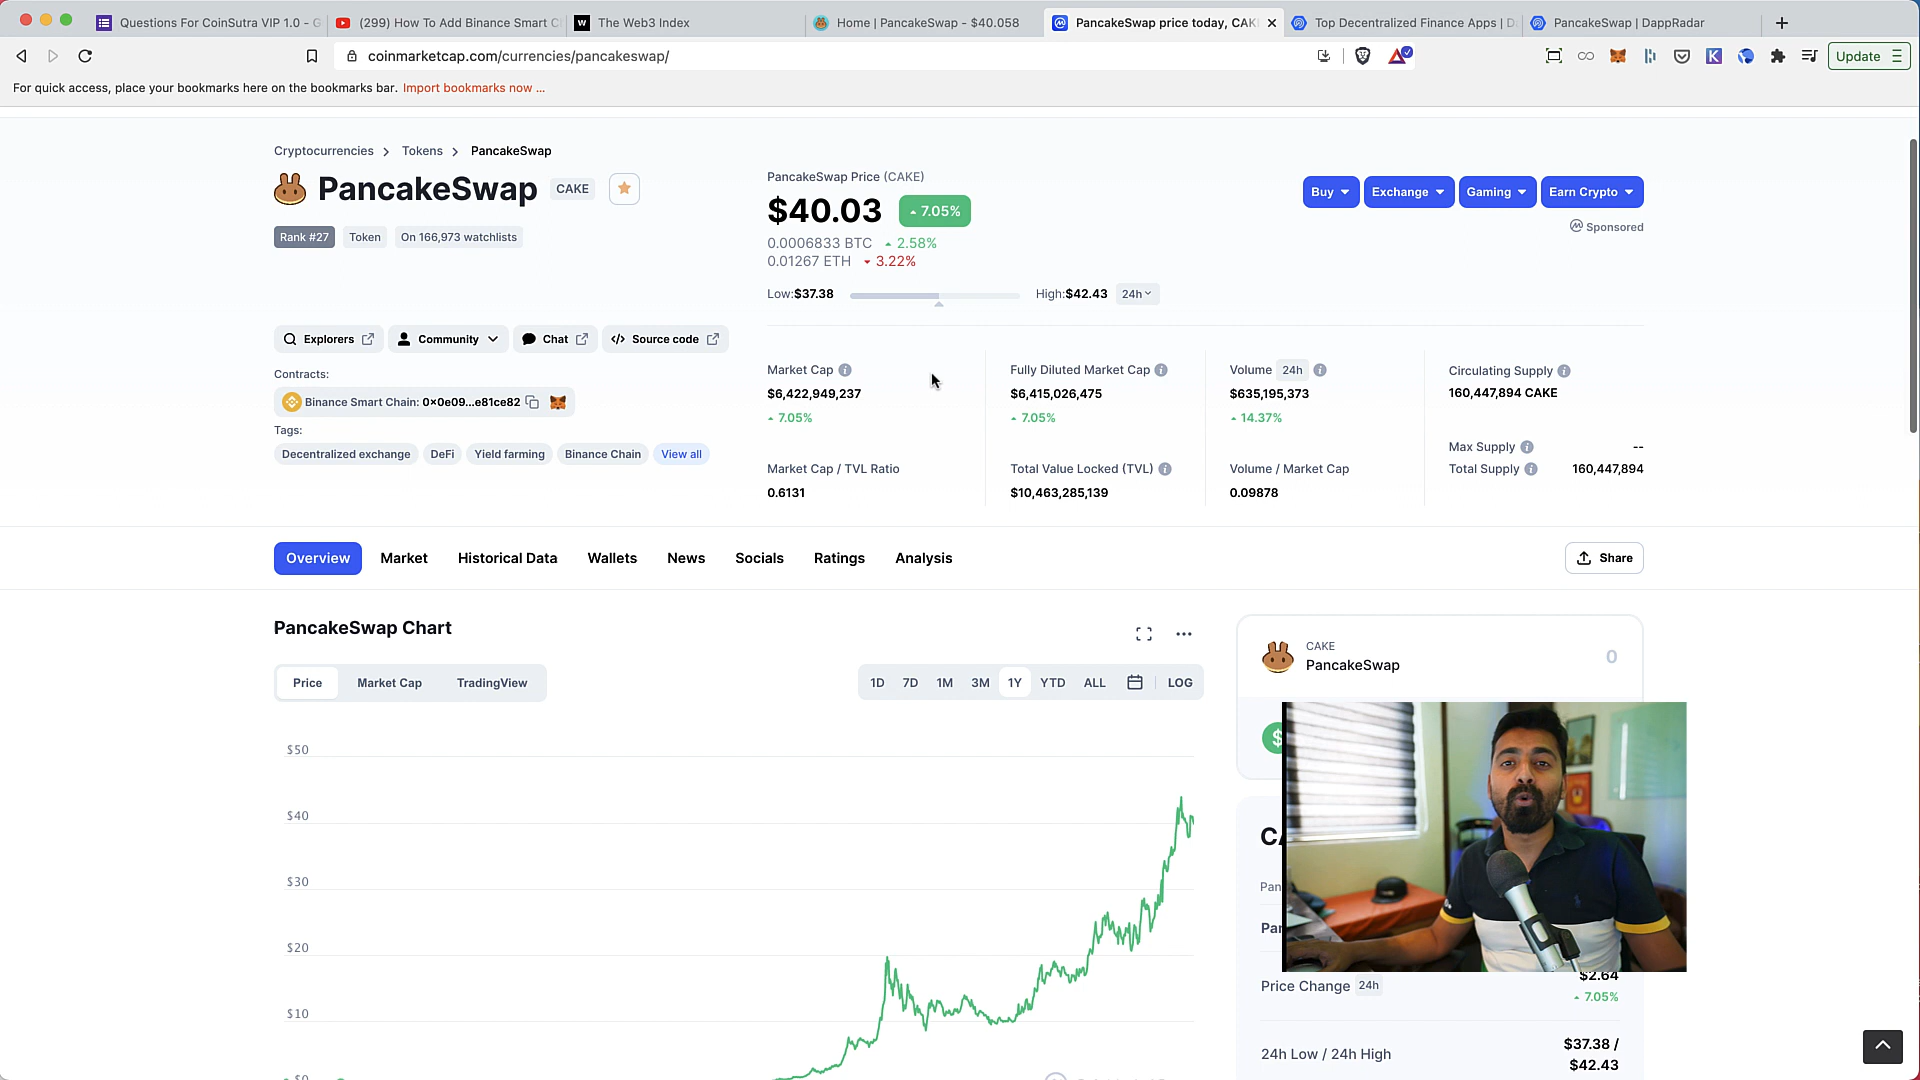 Questions For CoinSutra VIP 1.0 - G
(299) How To Add Binance Smart C
The Web3 Index
Home | PancakeSwap - $40.058
PancakeSwap price today, CAK
Top Decentralized Finance Apps | D
PancakeSwap | DappRadar
coinmarketcap.com/currencies/pancakeswap/
Update
For quick access, place your bookmarks here on the bookmarks bar. Import bookmarks now ...
Cryptocurrencies > Tokens > PancakeSwap
PancakeSwap CAKE
Rank #27 Token On 166,973 watchlists
PancakeSwap Price (CAKE)
$40.03 7.05%
0.0006833 BTC 2.58%
0.01267 ETH 3.22%
Low:$37.38 High:$42.43 24h
Buy Exchange Gaming Earn Crypto
Sponsored
Explorers Community Chat Source code
Contracts:
Binance Smart Chain: 0x0e09...e81ce82
Tags:
Decentralized exchange DeFi Yield farming Binance Chain View all
Market Cap
$6,422,949,237
7.05%
Market Cap / TVL Ratio
0.6131
Fully Diluted Market Cap
$6,415,026,475
7.05%
Total Value Locked (TVL)
$10,463,285,139
Volume 24h
$635,195,373
14.37%
Volume / Market Cap
0.09878
Circulating Supply
160,447,894 CAKE
Max Supply --
Total Supply 160,447,894
Overview Market Historical Data Wallets News Socials Ratings Analysis
Share
PancakeSwap Chart
Price Market Cap TradingView
1D 7D 1M 3M 1Y YTD ALL LOG
$50
$40
$30
$20
$10
$0
CAKE
PancakeSwap
0
Pan
Price Change 24h
$2.64
7.05%
24h Low / 24h High
$37.38 /
$42.43